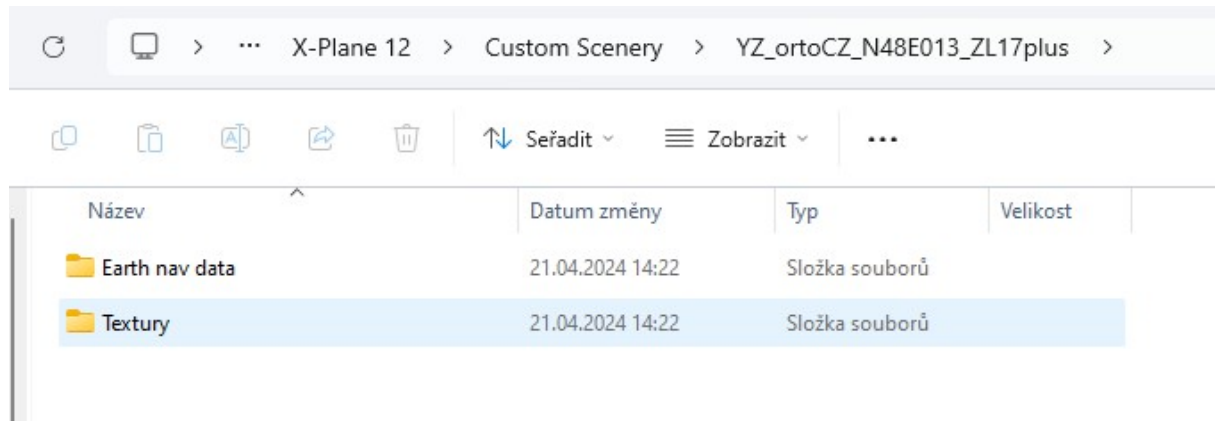 X-Plane 12 > Custom Scenery > YZ_ortoCZ_N48E013_ZL17plus >
Seřadit Zobrazit
Název Datum změny Typ Velikost
Earth nav data 21.04.2024 14:22 Složka souborů
Textury 21.04.2024 14:22 Složka souborů